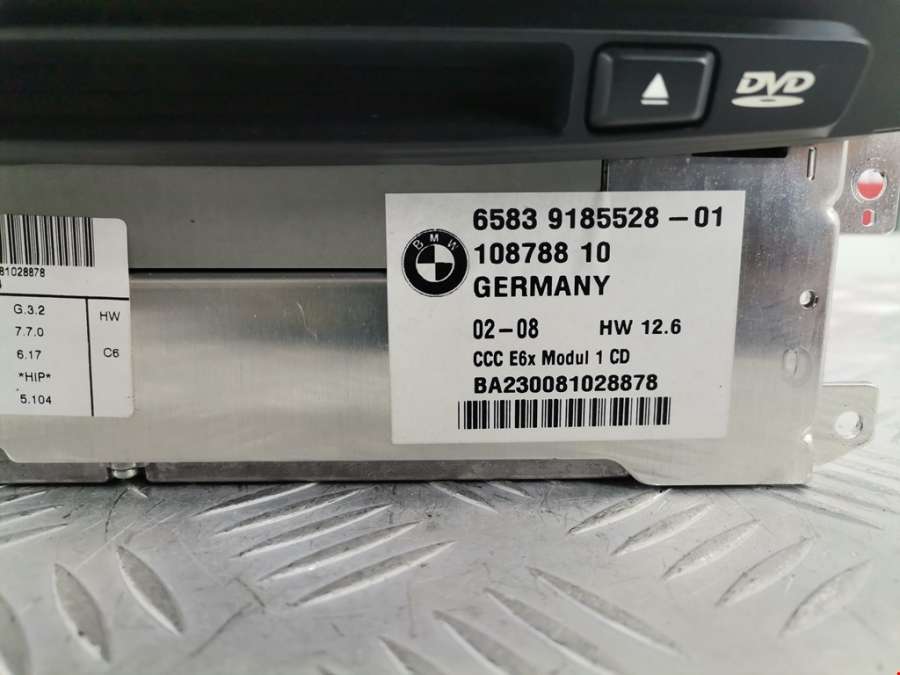 DVD
6583 9185528-01
108788 10
GERMANY
BMW
02-08 HW 12.6
CCC E6x Modul 1 CD
BA230081028878
81028878
G.3.2
HW
7.7.0
6.17
C6
*HIP*
5.104